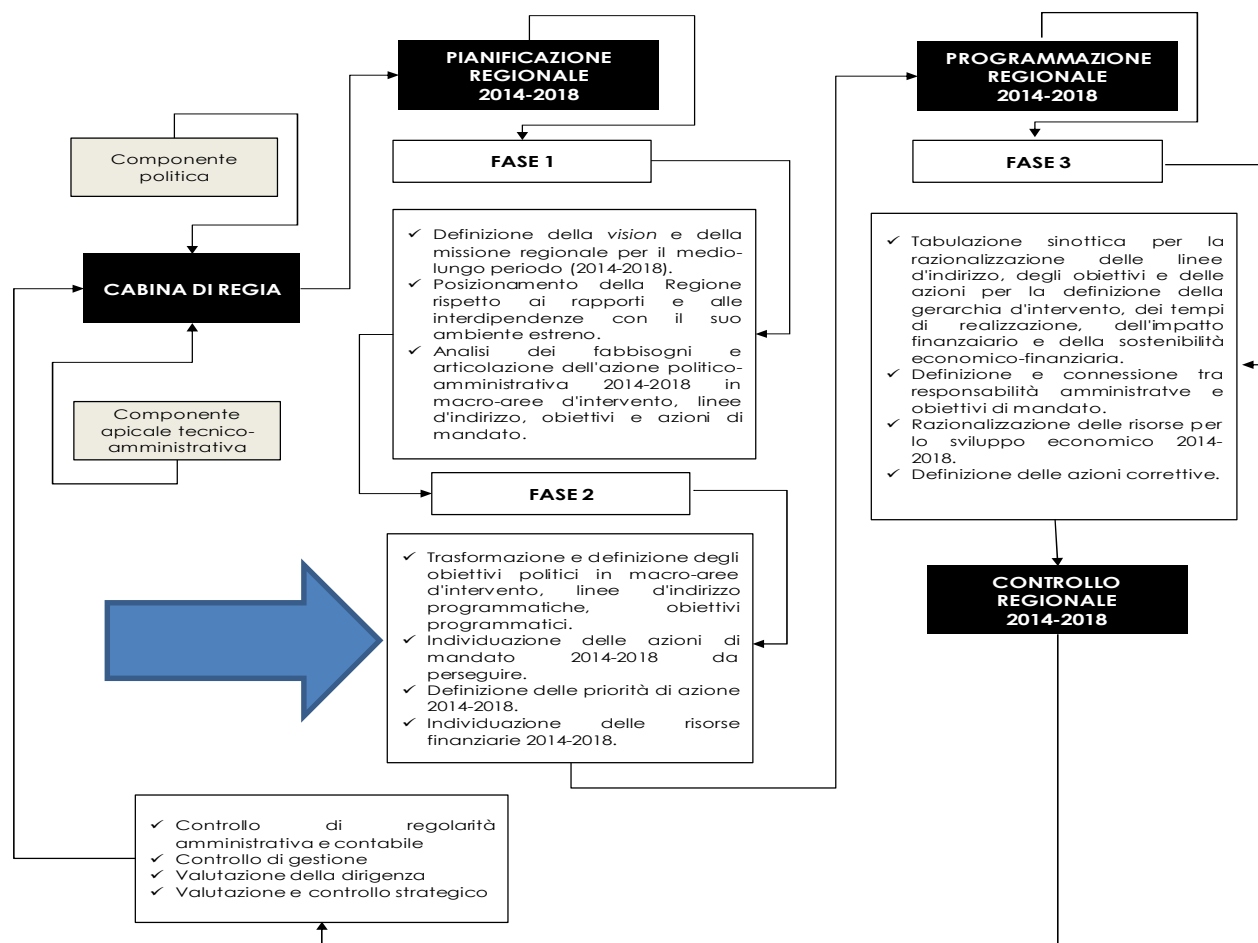 PIANIFICAZIONE
REGIONALE
2014-2018
PROGRAMMAZIONE
REGIONALE
2014-2018
Componente
politica
FASE 1
FASE 3
CABINA DI REGIA
✓ Definizione della vision e della
missione regionale per il medio-
lungo periodo (2014-2018).
✓ Posizionamento della Regione
rispetto ai rapporti e alle
interdipendenze con il suo
ambiente estreno.
✓ Analisi dei fabbisogni e
articolazione dell'azione politico-
amministrativa 2014-2018 in
macro-aree d'intervento, linee
d'indirizzo, obiettivi e azioni di
mandato.
✓ Tabulazione sinottica per la
razionalizzazione delle linee
d'indirizzo, degli obiettivi e delle
azioni per la definizione della
gerarchia d'intervento, dei tempi
di realizzazione, dell'impatto
finanzaiario e della sostenibilità
economico-finanziaria.
✓ Definizione e connessione tra
responsabilità amministratve e
obiettivi di mandato.
✓ Razionalizzazione delle risorse per
lo sviluppo economico 2014-
2018.
✓ Definizione delle azioni correttive.
Componente
apicale tecnico-
amministrativa
FASE 2
✓ Trasformazione e definizione degli
obiettivi politici in macro-aree
d'intervento, linee d'indirizzo
programmatiche, obiettivi
programmatici.
✓ Individuazione delle azioni di
mandato 2014-2018 da
perseguire.
✓ Definizione delle priorità di azione
2014-2018.
✓ Individuazione delle risorse
finanziarie 2014-2018.
CONTROLLO
REGIONALE
2014-2018
✓ Controllo di regolarità
amministrativa e contabile
✓ Controllo di gestione
✓ Valutazione della dirigenza
✓ Valutazione e controllo strategico